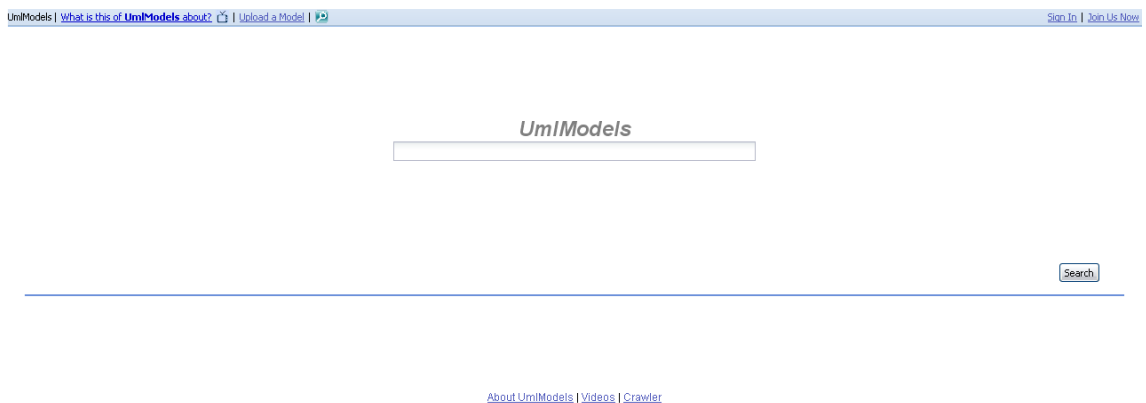 UmlModels | What is this of UmlModels about? | Upload a Model | Sign In | Join Us Now
UmlModels
Search
About UmlModels | Videos | Crawler